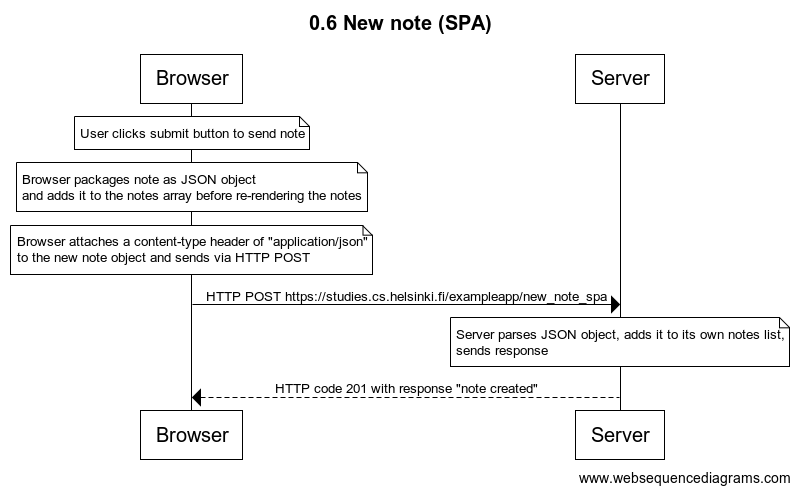 0.6 New note (SPA)
Browser
Server
User clicks submit button to send note
Browser packages note as JSON object
and adds it to the notes array before re-rendering the notes
Browser attaches a content-type header of "application/json"
to the new note object and sends via HTTP POST
HTTP POST https://studies.cs.helsinki.fi/exampleapp/new_note_spa
Server parses JSON object, adds it to its own notes list,
sends response
HTTP code 201 with response "note created"
Browser
Server
www.websequencediagrams.com